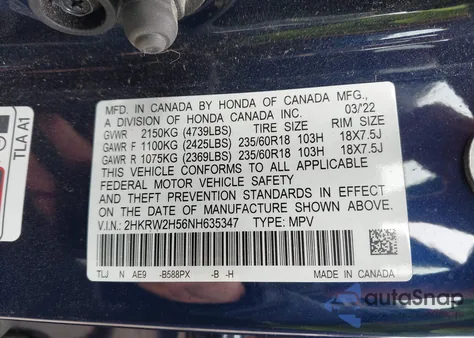 MFD. IN CANADA BY HONDA OF CANADA MFG.,
A DIVISION OF HONDA CANADA INC. 03/22
GVWR 2150KG (4739LBS) TIRE SIZE RIM SIZE
GAWR F 1100KG (2425LBS) 235/60R18 103H 18X7.5J
GAWR R 1075KG (2369LBS) 235/60R18 103H 18X7.5J
THIS VEHICLE CONFORMS TO ALL APPLICABLE
FEDERAL MOTOR VEHICLE SAFETY
AND THEFT PREVENTION STANDARDS IN EFFECT
ON THE DATE OF MANUFACTURE SHOWN ABOVE.
V.I.N.: 2HKRW2H56NH635347 TYPE: MPV
TLJ N AE9 -B588PX -B -H MADE IN CANADA
TLA A1
autaSnap